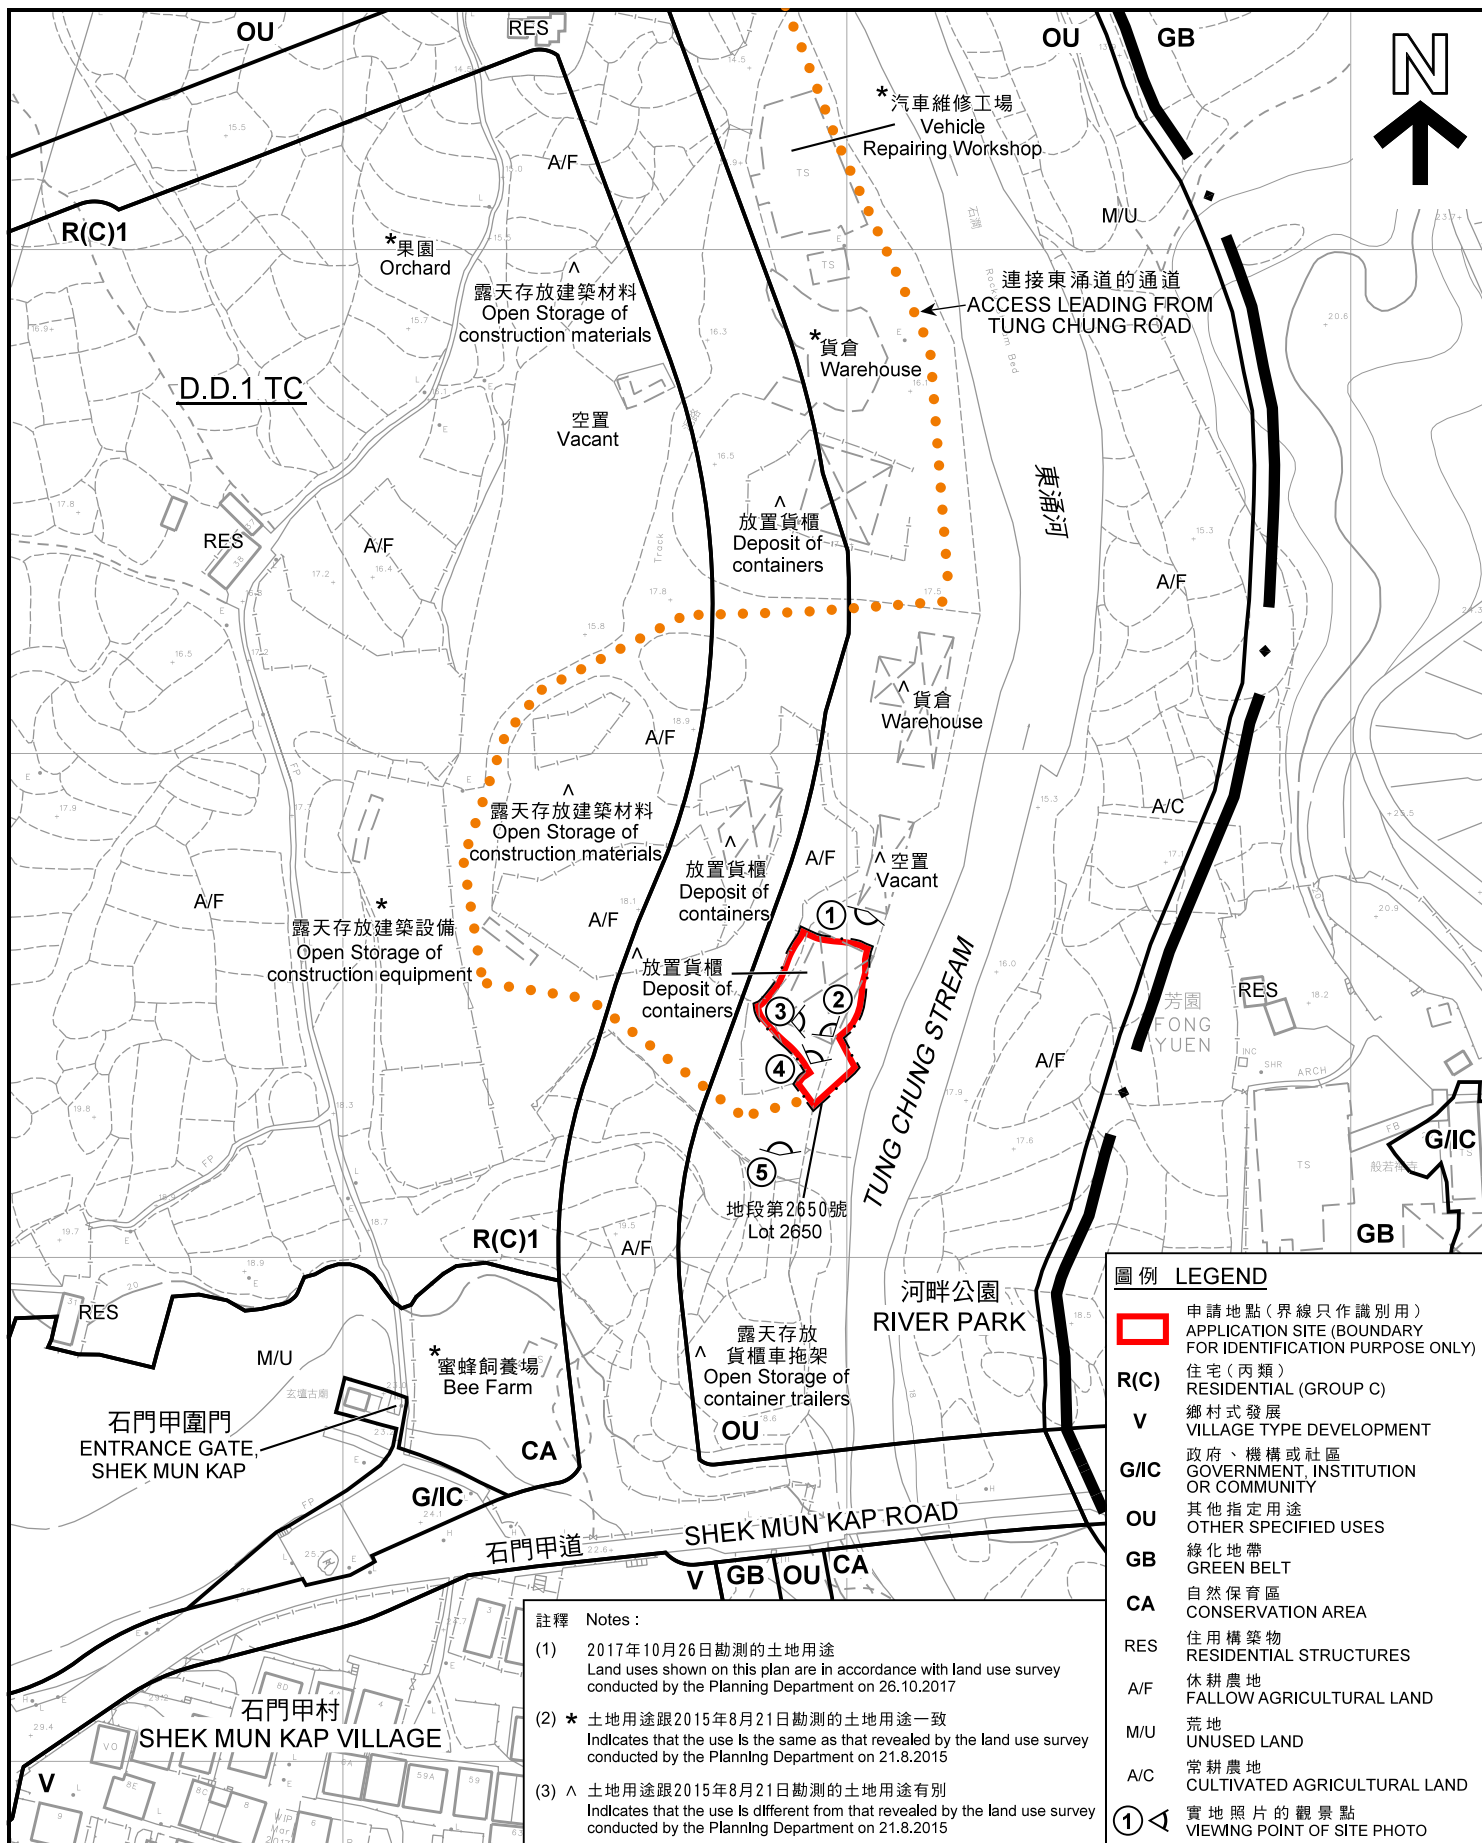 OU
RES
OU
GB
N
*汽車維修工場
Vehicle
Repairing Workshop
A/F
TS
M/U
R(C)1
*果園
Orchard
^
露天存放建築材料
Open Storage of
construction materials
TS
連接東涌道的通道
ACCESS LEADING FROM
TUNG CHUNG ROAD
*貨倉
Warehouse
D.D.1 TC
空置
Vacant
東涌河
^
放置貨櫃
Deposit of
containers
RES
A/F
Track
A/F
^貨倉
Warehouse
A/F
^
露天存放建築材料
Open Storage of
construction materials
A/C
^
放置貨櫃
Deposit of
containers
A/F
^空置
Vacant
A/F
*
露天存放建築設備
Open Storage of
construction equipment
A/F
1
^放置貨櫃
Deposit of
containers
2
3
4
5
TUNG CHUNG STREAM
芳園
FONG
YUEN
RES
INC
SHR
ARCH
A/F
FB
G/IC
TS
TS
般若禪寺
地段第2650號
Lot 2650
R(C)1
A/F
GB
RES
M/U
河畔公園
RIVER PARK
*蜜蜂飼養場
Bee Farm
露天存放
^ 貨櫃車拖架
Open Storage of
container trailers
玄壇古廟
石門甲圍門
ENTRANCE GATE,
SHEK MUN KAP
CA
OU
G/IC
石門甲道
SHEK MUN KAP ROAD
V
GB
OU
CA
石門甲村
SHEK MUN KAP VILLAGE
V
註釋 Notes :
(1) 2017年10月26日勘測的土地用途
Land uses shown on this plan are in accordance with land use survey
conducted by the Planning Department on 26.10.2017
(2) * 土地用途跟2015年8月21日勘測的土地用途一致
Indicates that the use is the same as that revealed by the land use survey
conducted by the Planning Department on 21.8.2015
(3) ^ 土地用途跟2015年8月21日勘測的土地用途有別
Indicates that the use is different from that revealed by the land use survey
conducted by the Planning Department on 21.8.2015
圖例 LEGEND
申請地點(界線只作識別用)
APPLICATION SITE (BOUNDARY
FOR IDENTIFICATION PURPOSE ONLY)
R(C) 住宅(丙類)
RESIDENTIAL (GROUP C)
V 鄉村式發展
VILLAGE TYPE DEVELOPMENT
G/IC 政府、機構或社區
GOVERNMENT, INSTITUTION
OR COMMUNITY
OU 其他指定用途
OTHER SPECIFIED USES
GB 綠化地帶
GREEN BELT
CA 自然保育區
CONSERVATION AREA
RES 住用構築物
RESIDENTIAL STRUCTURES
A/F 休耕農地
FALLOW AGRICULTURAL LAND
M/U 荒地
UNUSED LAND
A/C 常耕農地
CULTIVATED AGRICULTURAL LAND
1 實地照片的觀景點
VIEWING POINT OF SITE PHOTO